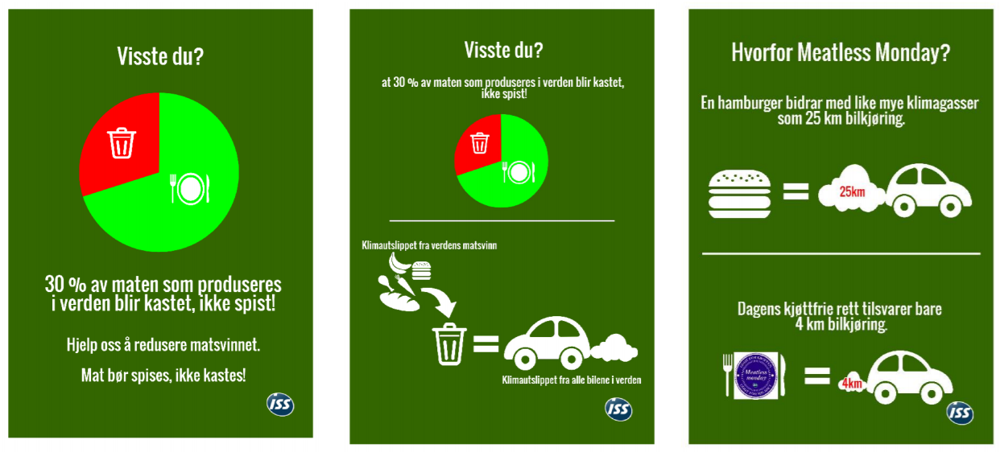 Visste du?
30 % av maten som produseres
i verden blir kastet, ikke spist!
Hjelp oss å redusere matsvinnet.
Mat bør spises, ikke kastes!
iss
Visste du?
at 30 % av maten som produseres i verden blir kastet,
ikke spist!
Klimautslippet fra verdens matsvinn
Klimautslippet fra alle bilene i verden
iss
Hvorfor Meatless Monday?
En hamburger bidrar med like mye klimagasser
som 25 km bilkjøring.
25km
Dagens kjøttfrie rett tilsvarer bare
4 km bilkjøring.
Meatless
monday
4km
iss